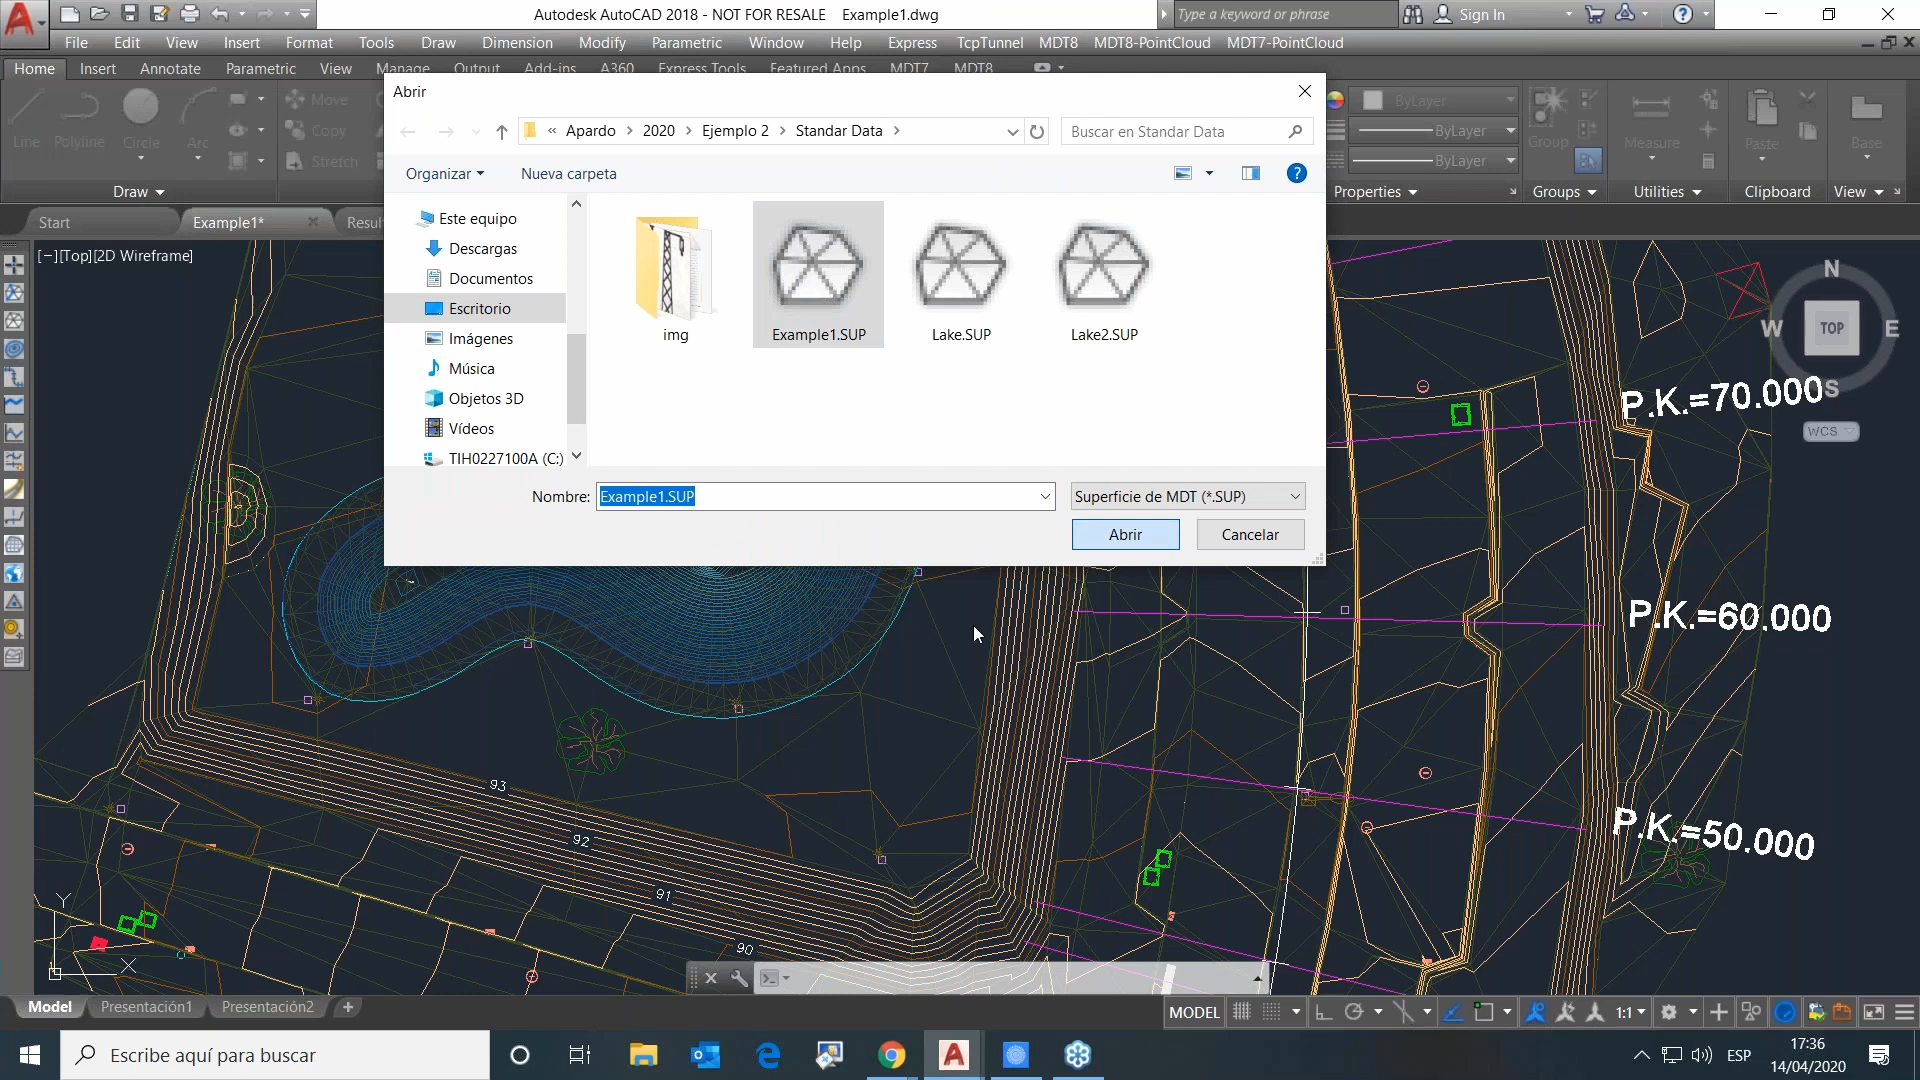 Autodesk AutoCAD 2018 - NOT FOR RESALE Example1.dwg
Type a keyword or phrase
Sign In
File Edit View Insert Format Tools Draw Dimension Modify Parametric Window Help Express TcpTunnel MDT8 MDT8-PointCloud MDT7-PointCloud
Home Insert Annotate Parametric View Manage Output Add-ins A360 Express Tools Featured Apps MDT7 MDT8
Abrir
Line Polyline Circle Arc
Move
Copy
Stretch
Draw
« Apardo > 2020 > Ejemplo 2 > Standar Data >
Buscar en Standar Data
Organizar
Nueva carpeta
Este equipo
Descargas
Documentos
Escritorio
Imágenes
Música
Objetos 3D
Vídeos
TIH0227100A (C:)
img
Example1.SUP
Lake.SUP
Lake2.SUP
Nombre:
Example1.SUP
Superficie de MDT (*.SUP)
Abrir
Cancelar
ByLayer
ByLayer
ByLayer
Properties
Group
Groups
Measure
Utilities
Paste
Clipboard
Base
View
Start
Example1*
Resul
[−][Top][2D Wireframe]
N
W
TOP
E
S
WCS
P.K.=70.000
P.K.=60.000
P.K.=50.000
93
92
91
90
Y
X
Model
Presentación1
Presentación2
MODEL
1:1
Escribe aquí para buscar
ESP
17:36
14/04/2020